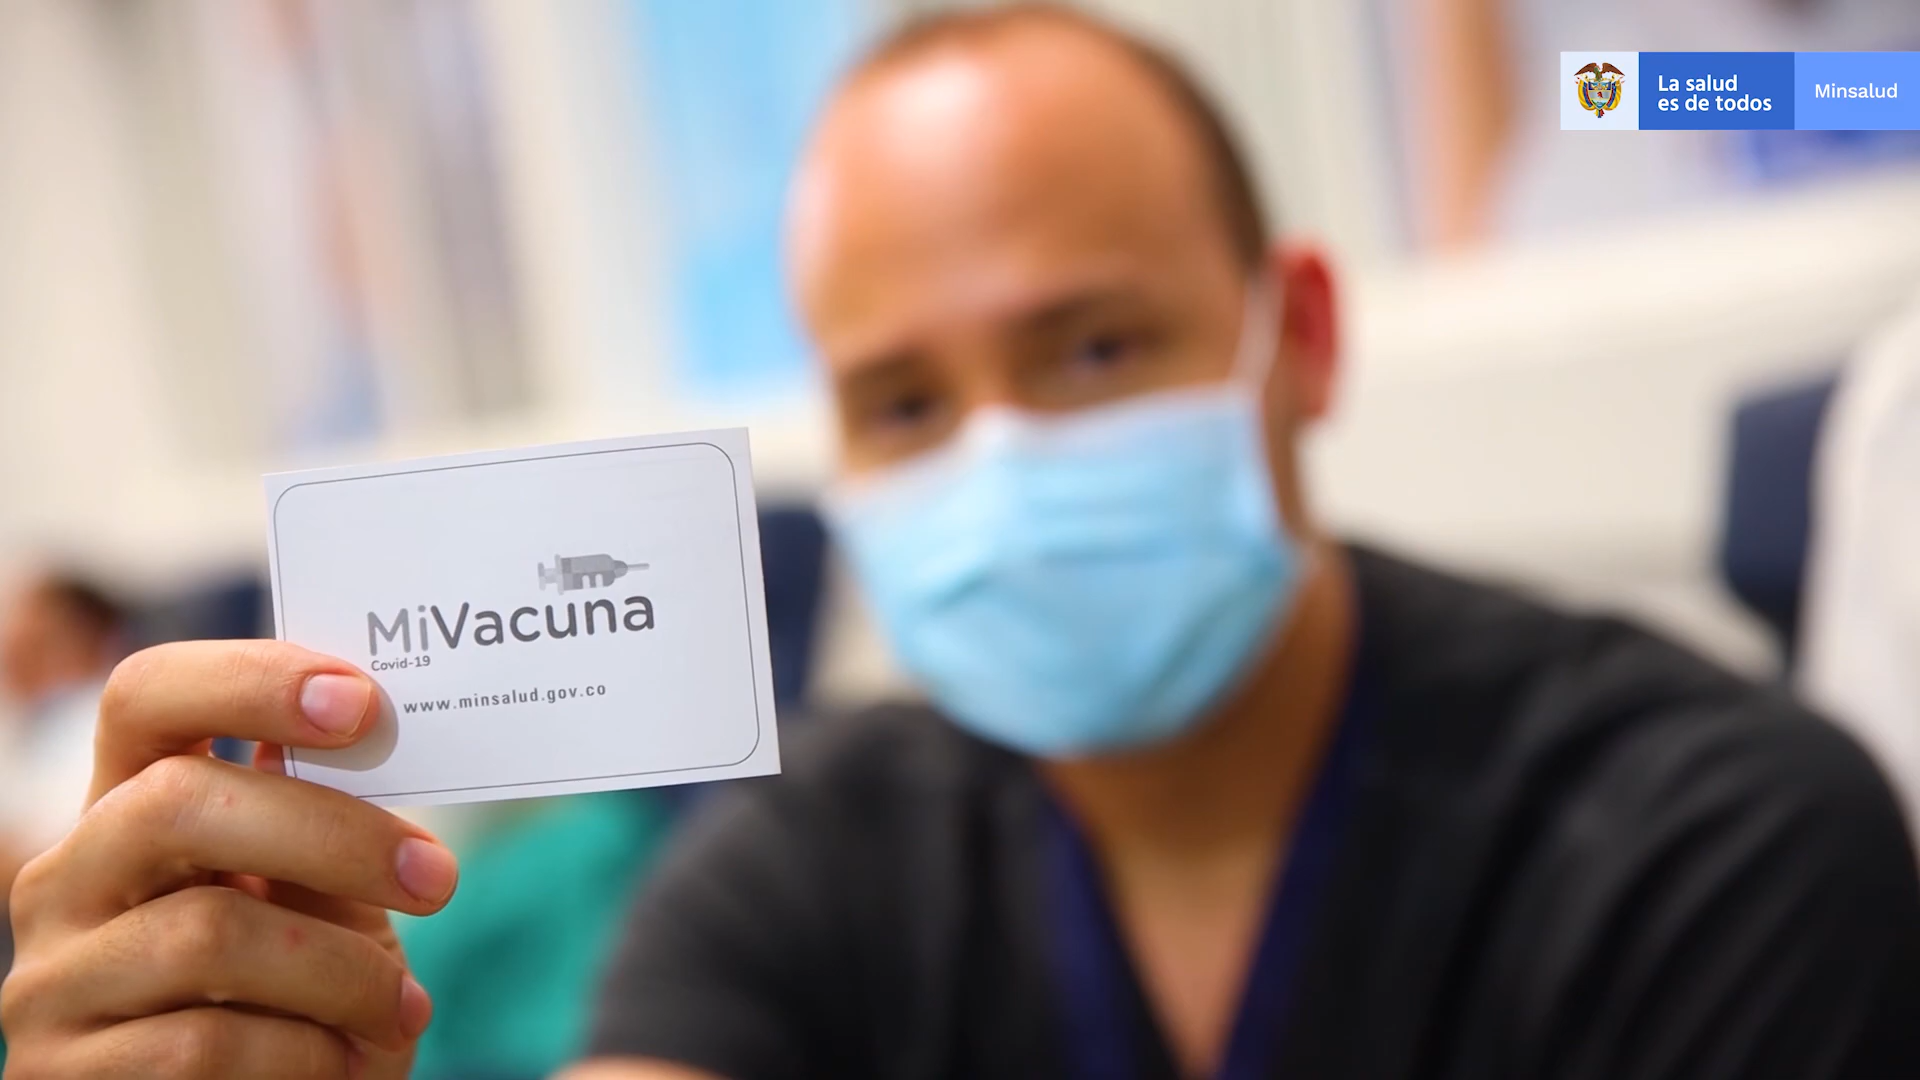 La salud
es de todos
Minsalud
MiVacuna
Covid-19
www.minsalud.gov.co